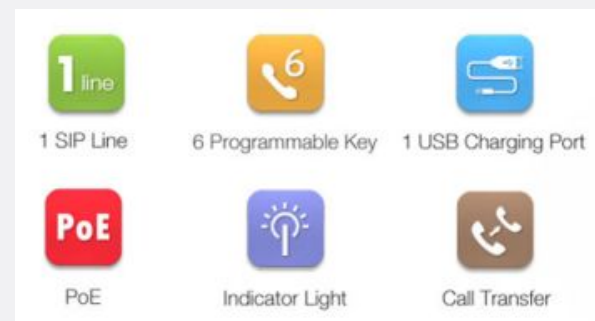 1 line
6
1 SIP Line
6 Programmable Key
1 USB Charging Port
PoE
PoE
Indicator Light
Call Transfer